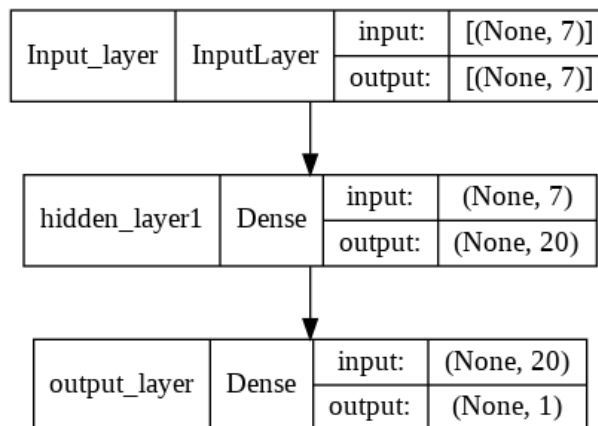 Input_layer InputLayer input: [(None, 7)]
output: [(None, 7)]
hidden_layer1 Dense input: (None, 7)
output: (None, 20)
output_layer Dense input: (None, 20)
output: (None, 1)